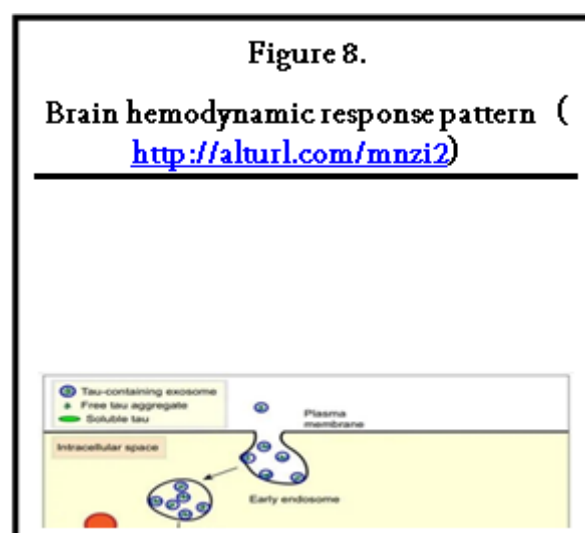 Figure 8.
Brain hemodynamic response pattern (
http://alturl.com/mnzi2)
Tau-containing exosome
Free tau aggregate
Soluble tau
Plasma
membrane
Intracellular space
Early endosome